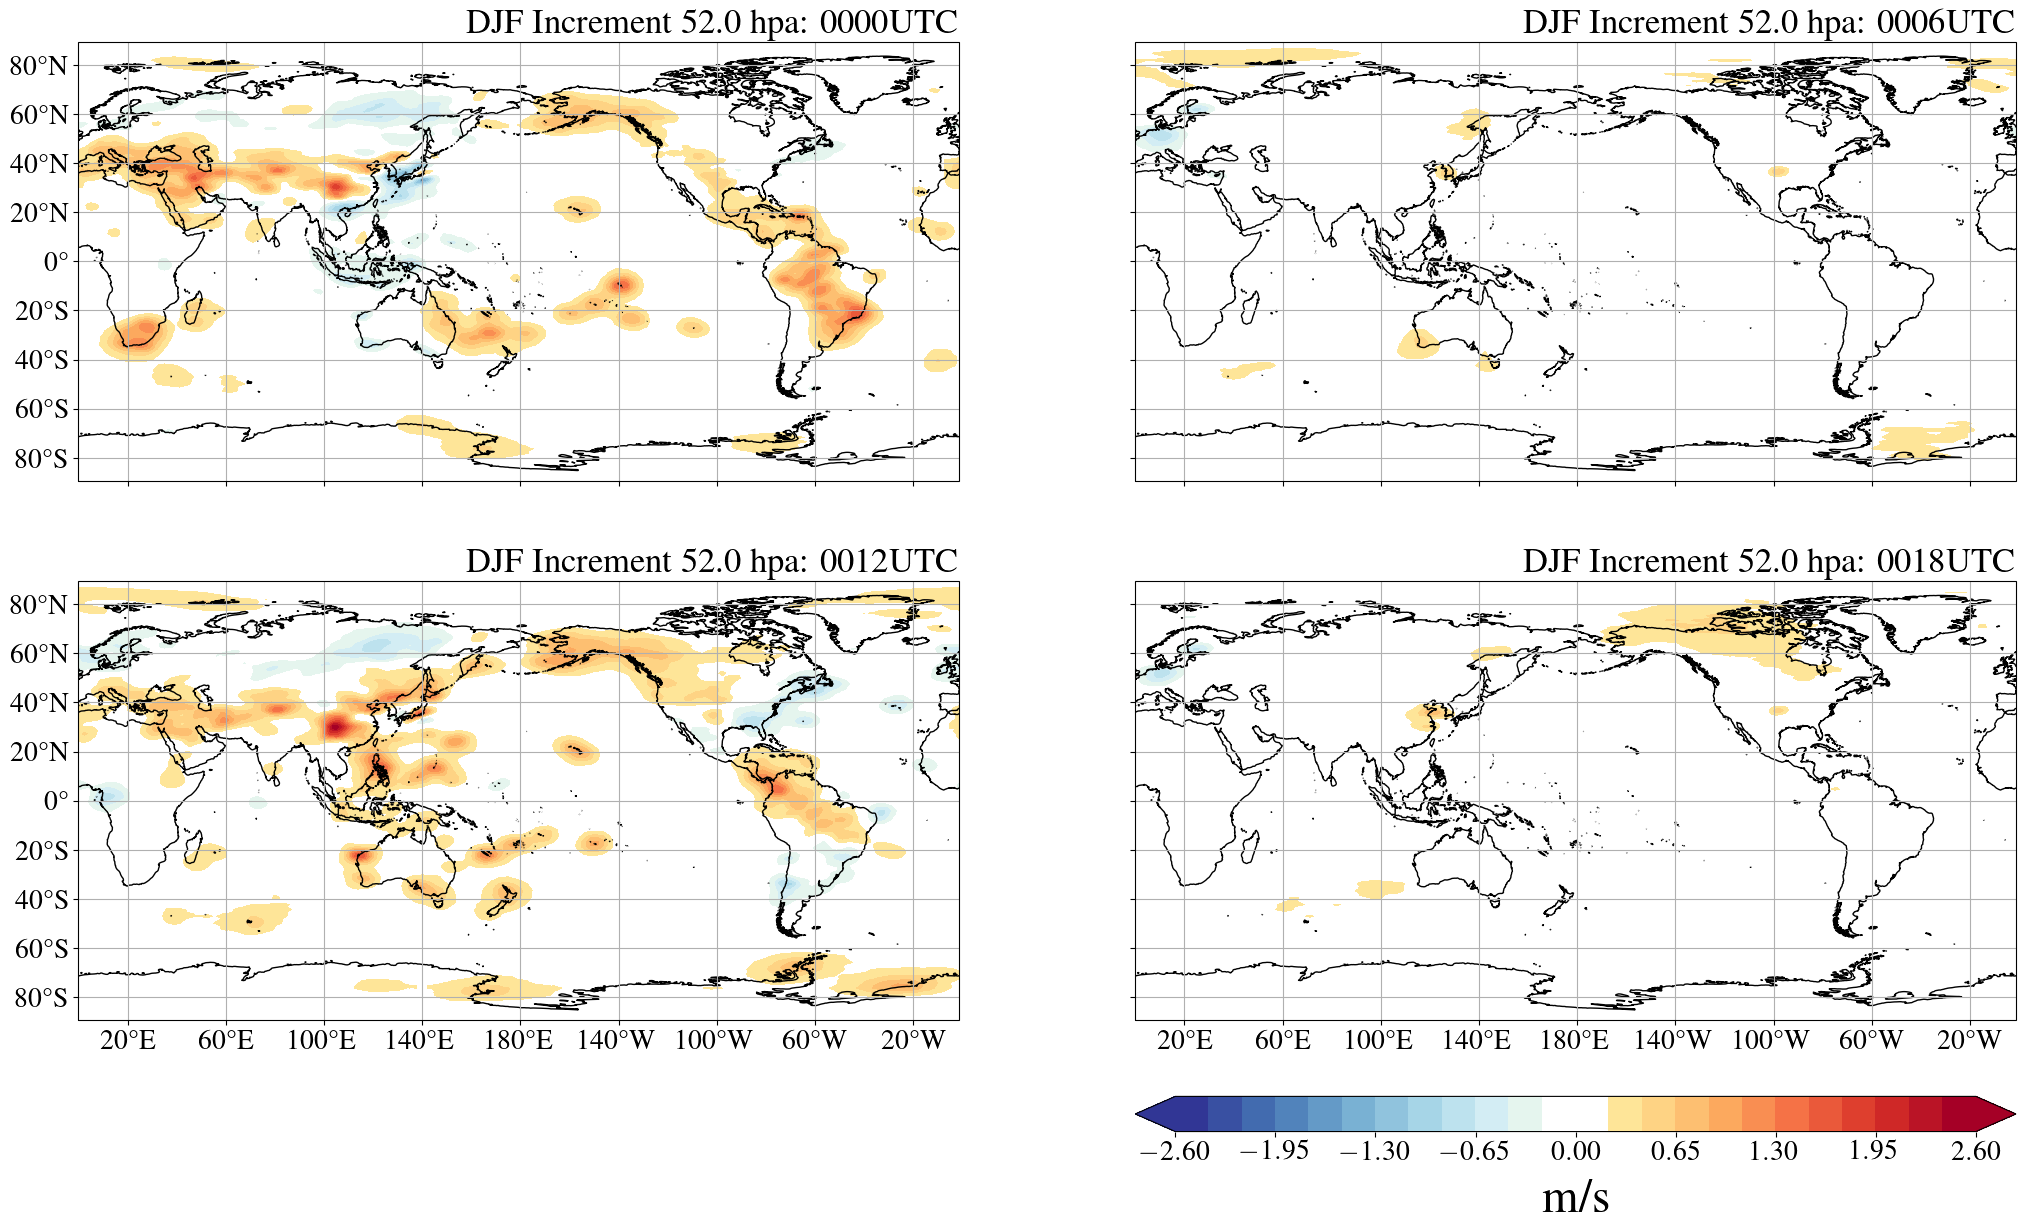 DJF Increment 52.0 hpa: 0000UTC
DJF Increment 52.0 hpa: 0006UTC
80°N
60°N
40°N
20°N
0°
20°S
40°S
60°S
80°S
DJF Increment 52.0 hpa: 0012UTC
DJF Increment 52.0 hpa: 0018UTC
80°N
60°N
40°N
20°N
0°
20°S
40°S
60°S
80°S
20°E 60°E 100°E 140°E 180°E 140°W 100°W 60°W 20°W
20°E 60°E 100°E 140°E 180°E 140°W 100°W 60°W 20°W
−2.60 −1.95 −1.30 −0.65 0.00 0.65 1.30 1.95 2.60
m/s